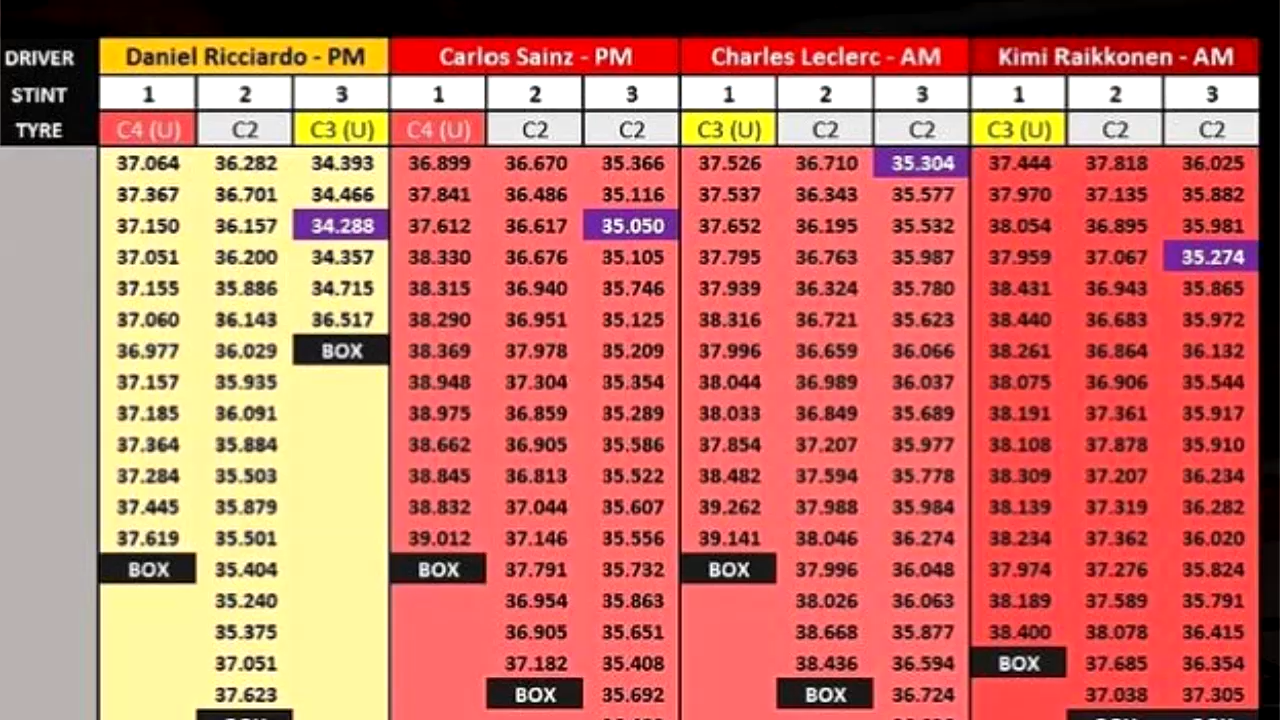 DRIVER Daniel Ricciardo - PM Carlos Sainz - PM Charles Leclerc - AM Kimi Raikkonen - AM
STINT 1 2 3 1 2 3 1 2 3 1 2 3
TYRE C4 (U) C2 C3 (U) C4 (U) C2 C2 C3 (U) C2 C2 C3 (U) C2 C2
37.064 36.282 34.393 36.899 36.670 35.366 37.526 36.710 35.304 37.444 37.818 36.025
37.367 36.701 34.466 37.841 36.486 35.116 37.537 36.343 35.577 37.970 37.135 35.882
37.150 36.157 34.288 37.612 36.617 35.050 37.652 36.195 35.532 38.054 36.895 35.981
37.051 36.200 34.357 38.330 36.676 35.105 37.795 36.763 35.987 37.959 37.067 35.274
37.155 35.886 34.715 38.315 36.940 35.746 37.939 36.324 35.780 38.431 36.943 35.865
37.060 36.143 36.517 38.290 36.951 35.125 38.316 36.721 35.623 38.440 36.683 35.972
36.977 36.029 BOX 38.369 37.978 35.209 37.996 36.659 36.066 38.261 36.864 36.132
37.157 35.935 38.948 37.304 35.354 38.044 36.989 36.037 38.075 36.906 35.544
37.185 36.091 38.975 36.859 35.289 38.033 36.849 35.689 38.191 37.361 35.917
37.364 35.884 38.662 36.905 35.586 37.854 37.207 35.977 38.108 37.878 35.910
37.284 35.503 38.845 36.813 35.522 38.482 37.594 35.778 38.309 37.207 36.234
37.445 35.879 38.832 37.044 35.607 39.262 37.988 35.984 38.139 37.319 36.282
37.619 35.501 39.012 37.146 35.556 39.141 38.046 36.274 38.234 37.362 36.020
BOX 35.404 BOX 37.791 35.732 BOX 37.996 36.048 37.974 37.276 35.824
35.240 36.954 35.863 38.026 36.063 38.189 37.589 35.791
35.375 36.905 35.651 38.668 35.877 38.400 38.078 36.415
37.051 37.182 35.408 38.436 36.594 BOX 37.685 36.354
37.623 BOX 35.692 BOX 36.724 37.038 37.305